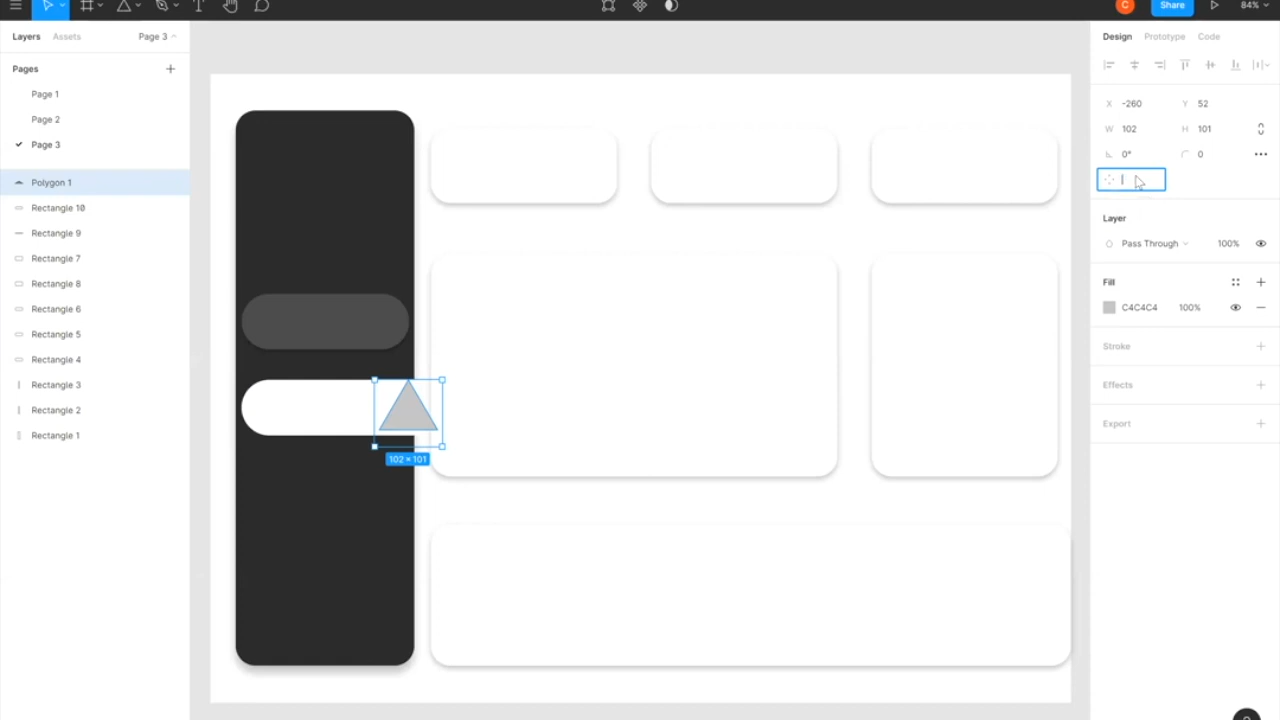 C
Share
84%
Layers Assets Page 3
Design Prototype Code
Pages
Page 1
Page 2
Page 3
Polygon 1
Rectangle 10
Rectangle 9
Rectangle 7
Rectangle 8
Rectangle 6
Rectangle 5
Rectangle 4
Rectangle 3
Rectangle 2
Rectangle 1
102 × 101
X -260 Y 52
W 102 H 101
0° 0
Layer
Pass Through 100%
Fill
C4C4C4 100%
Stroke
Effects
Export